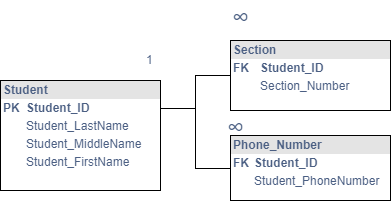 ∞
Section
FK Student_ID
Section_Number
1
Student
PK Student_ID
Student_LastName
Student_MiddleName
Student_FirstName
∞
Phone_Number
FK Student_ID
Student_PhoneNumber